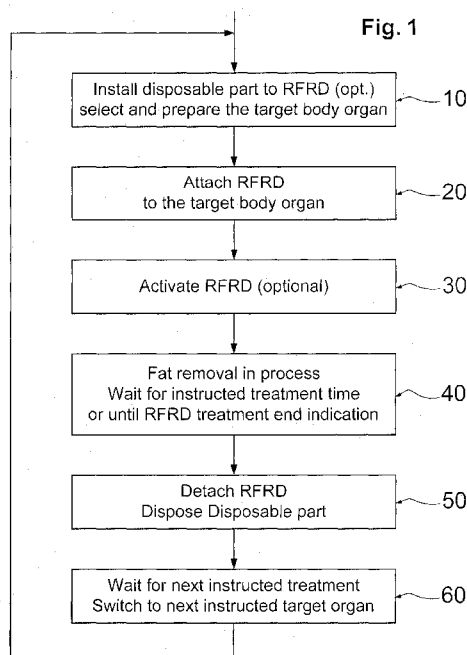 Fig. 1
Install disposable part to RFRD (opt.)
select and prepare the target body organ
10
Attach RFRD
to the target body organ
20
Activate RFRD (optional)
30
Fat removal in process
Wait for instructed treatment time
or until RFRD treatment end indication
40
Detach RFRD
Dispose Disposable part
50
Wait for next instructed treatment
Switch to next instructed target organ
60